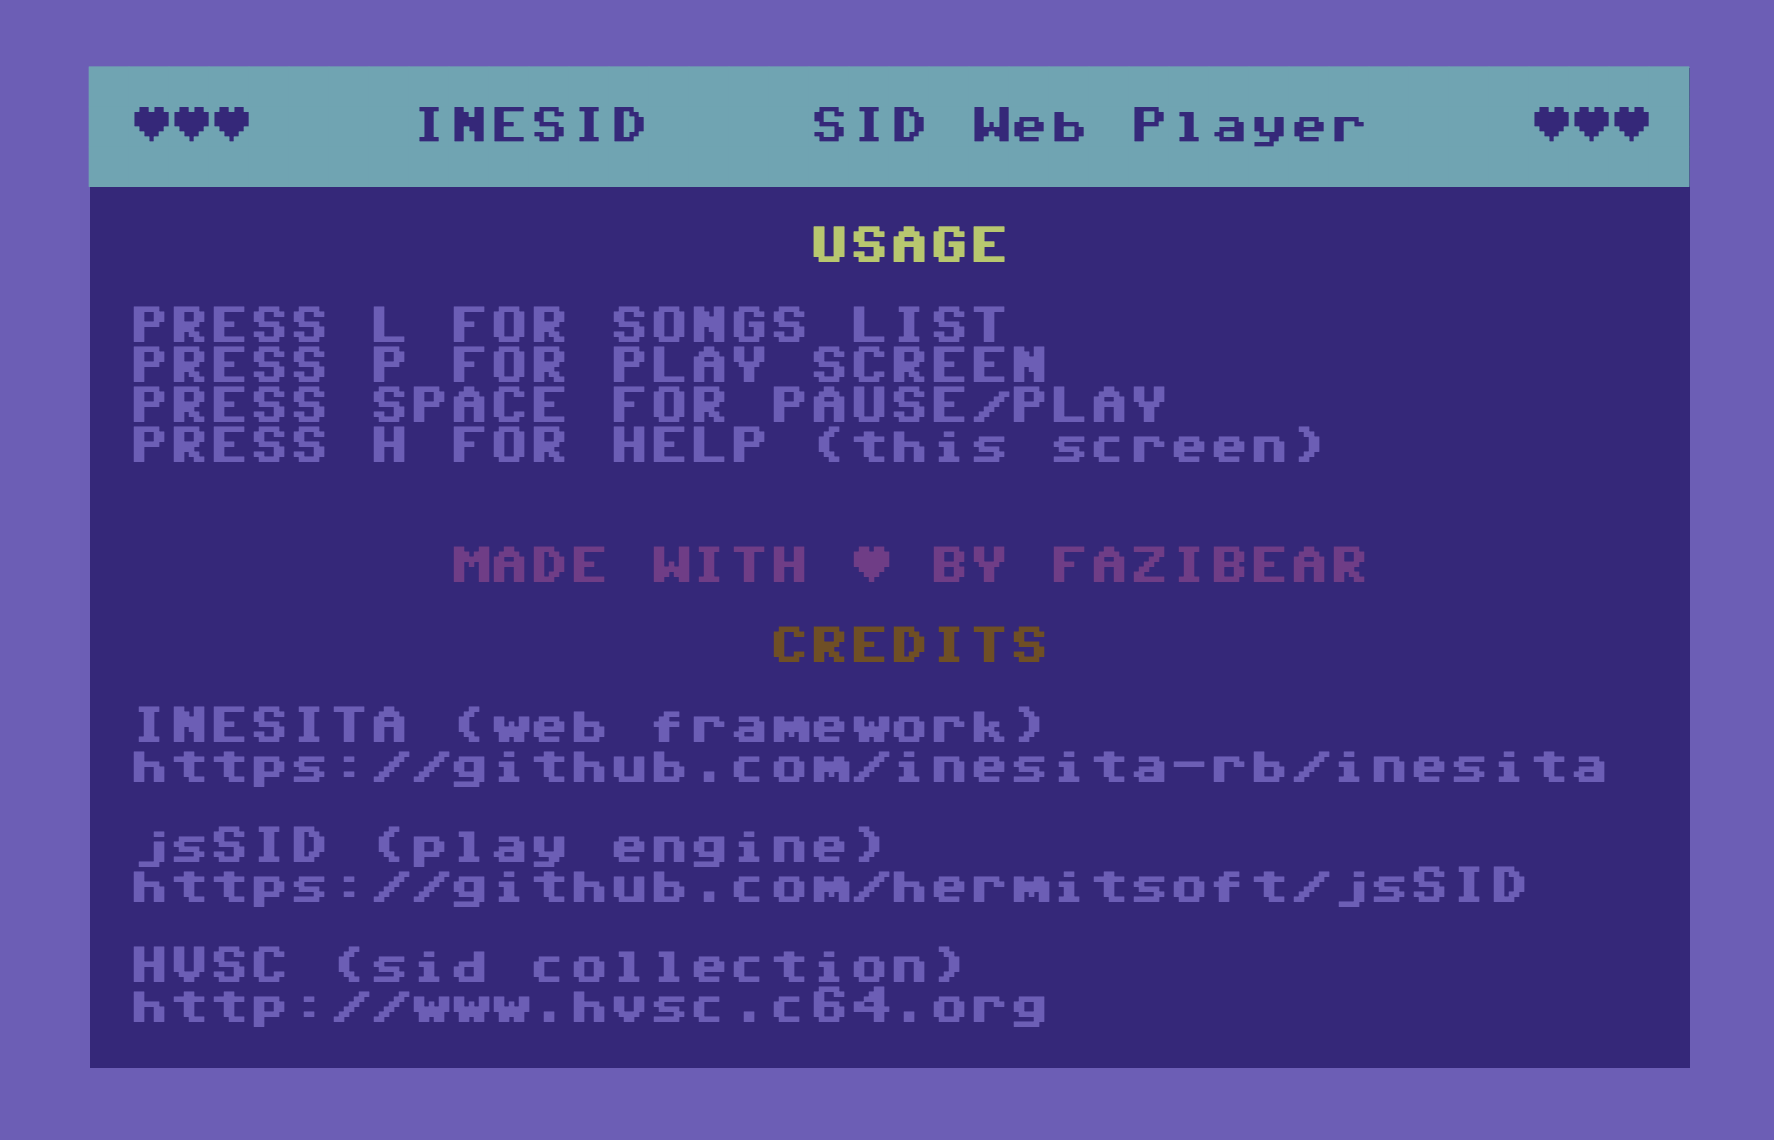 ♥♥♥ INESID SID Web Player ♥♥♥
USAGE
PRESS L FOR SONGS LIST
PRESS P FOR PLAY SCREEN
PRESS SPACE FOR PAUSE/PLAY
PRESS H FOR HELP (this screen)
MADE WITH ♥ BY FAZIBEAR
CREDITS
INESITA (web framework)
https://github.com/inesita-rb/inesita
jsSID (play engine)
https://github.com/hermitsoft/jsSID
HVSC (sid collection)
http://www.hvsc.c64.org